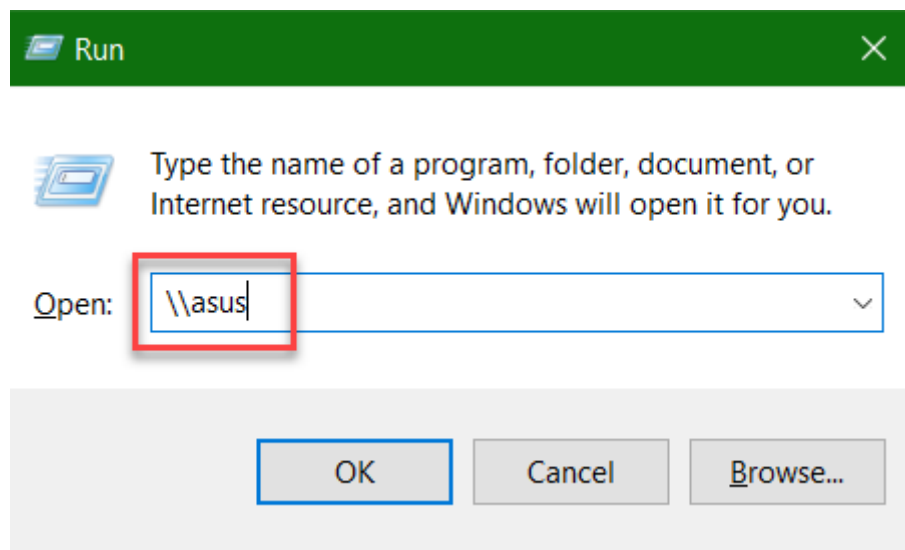 Run
Type the name of a program, folder, document, or
Internet resource, and Windows will open it for you.
Open: \\asus
OK Cancel Browse...